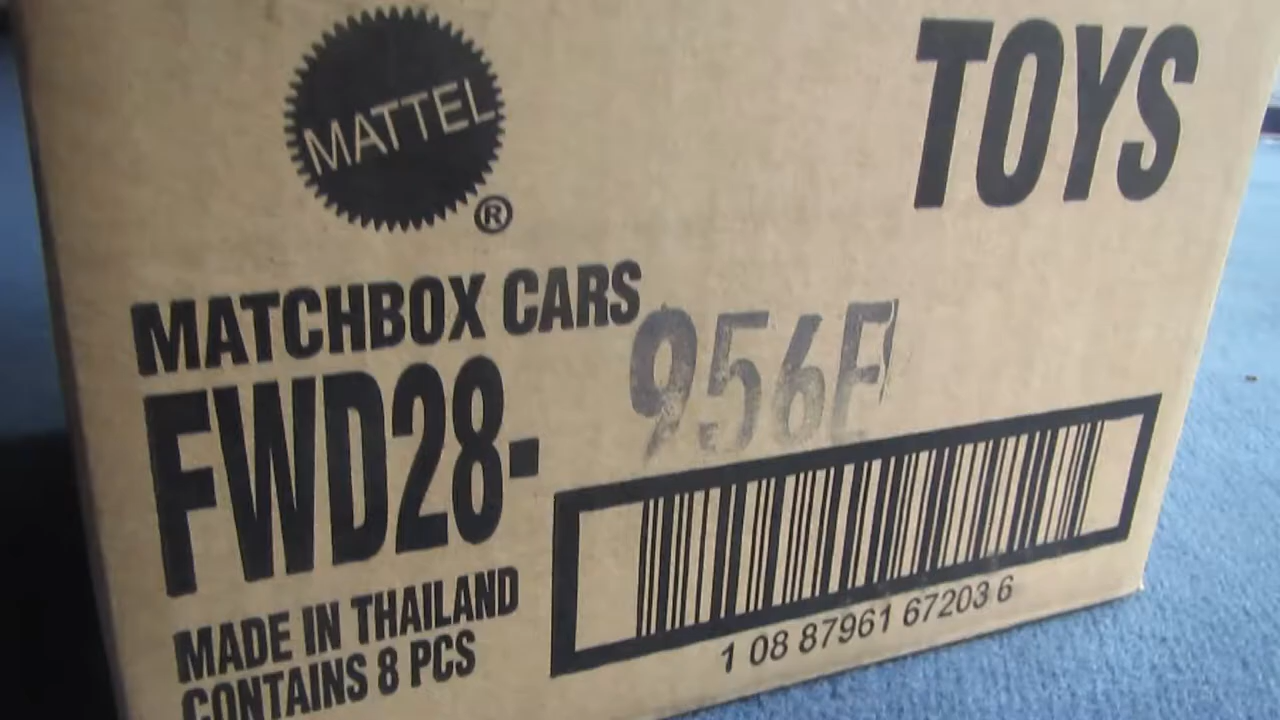 MATTEL
®
TOYS
MATCHBOX CARS
FWD28-
956E
MADE IN THAILAND
CONTAINS 8 PCS
1 08 87961 67203 6